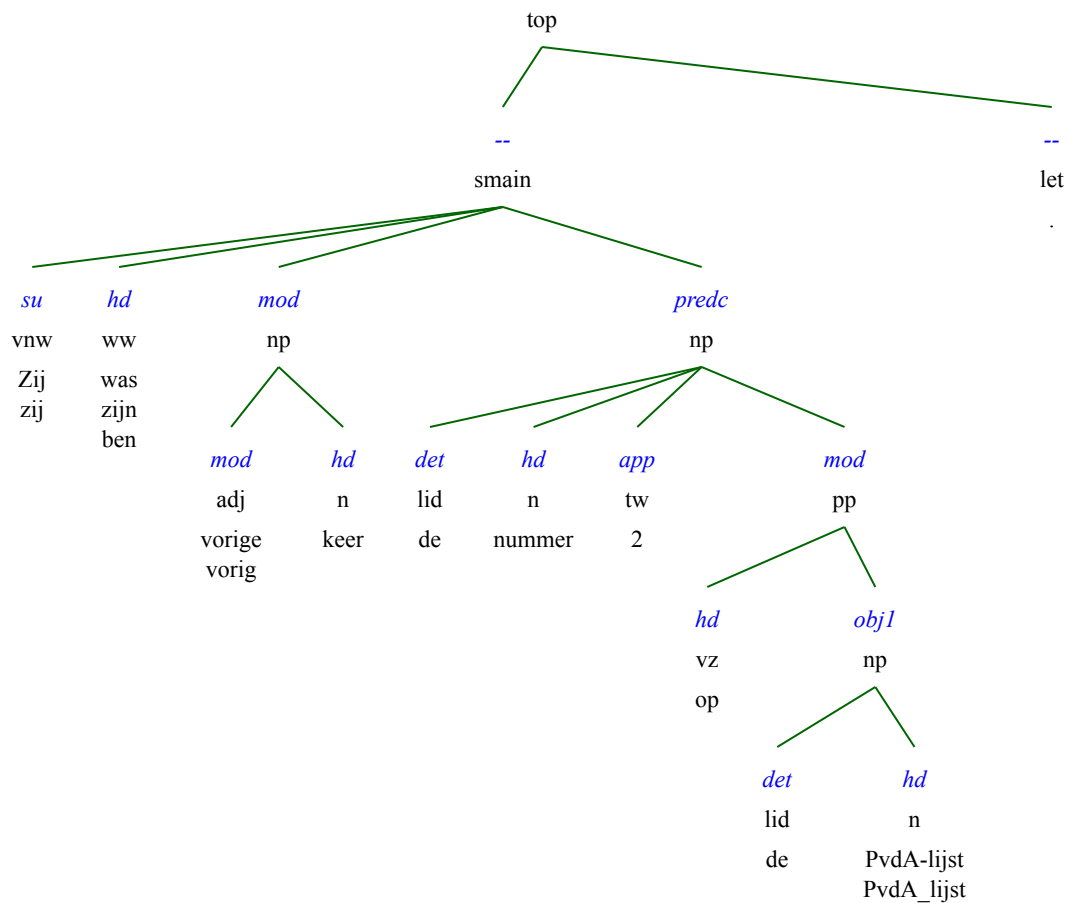 top
-- --
smain let
.
su hd mod predc
vnw ww np np
Zij was
zij zijn
ben
mod hd det hd app mod
adj n lid n tw pp
vorige keer de nummer 2
vorig
hd obj1
vz np
op
det hd
lid n
de PvdA-lijst
PvdA_lijst